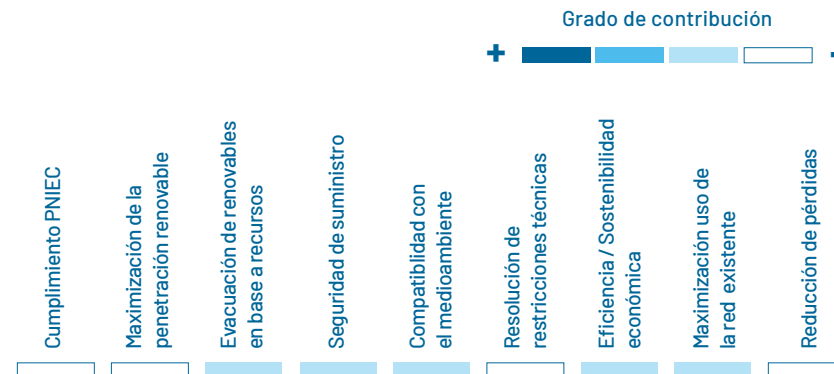 Grado de contribución
+ -
Cumplimiento PNIEC
Maximización de la
penetración renovable
Evacuación de renovables
en base a recursos
Seguridad de suministro
Compatiblidad con
el medioambiente
Resolución de
restricciones técnicas
Eficiencia / Sostenibilidad
económica
Maximización uso de
la red existente
Reducción de pérdidas